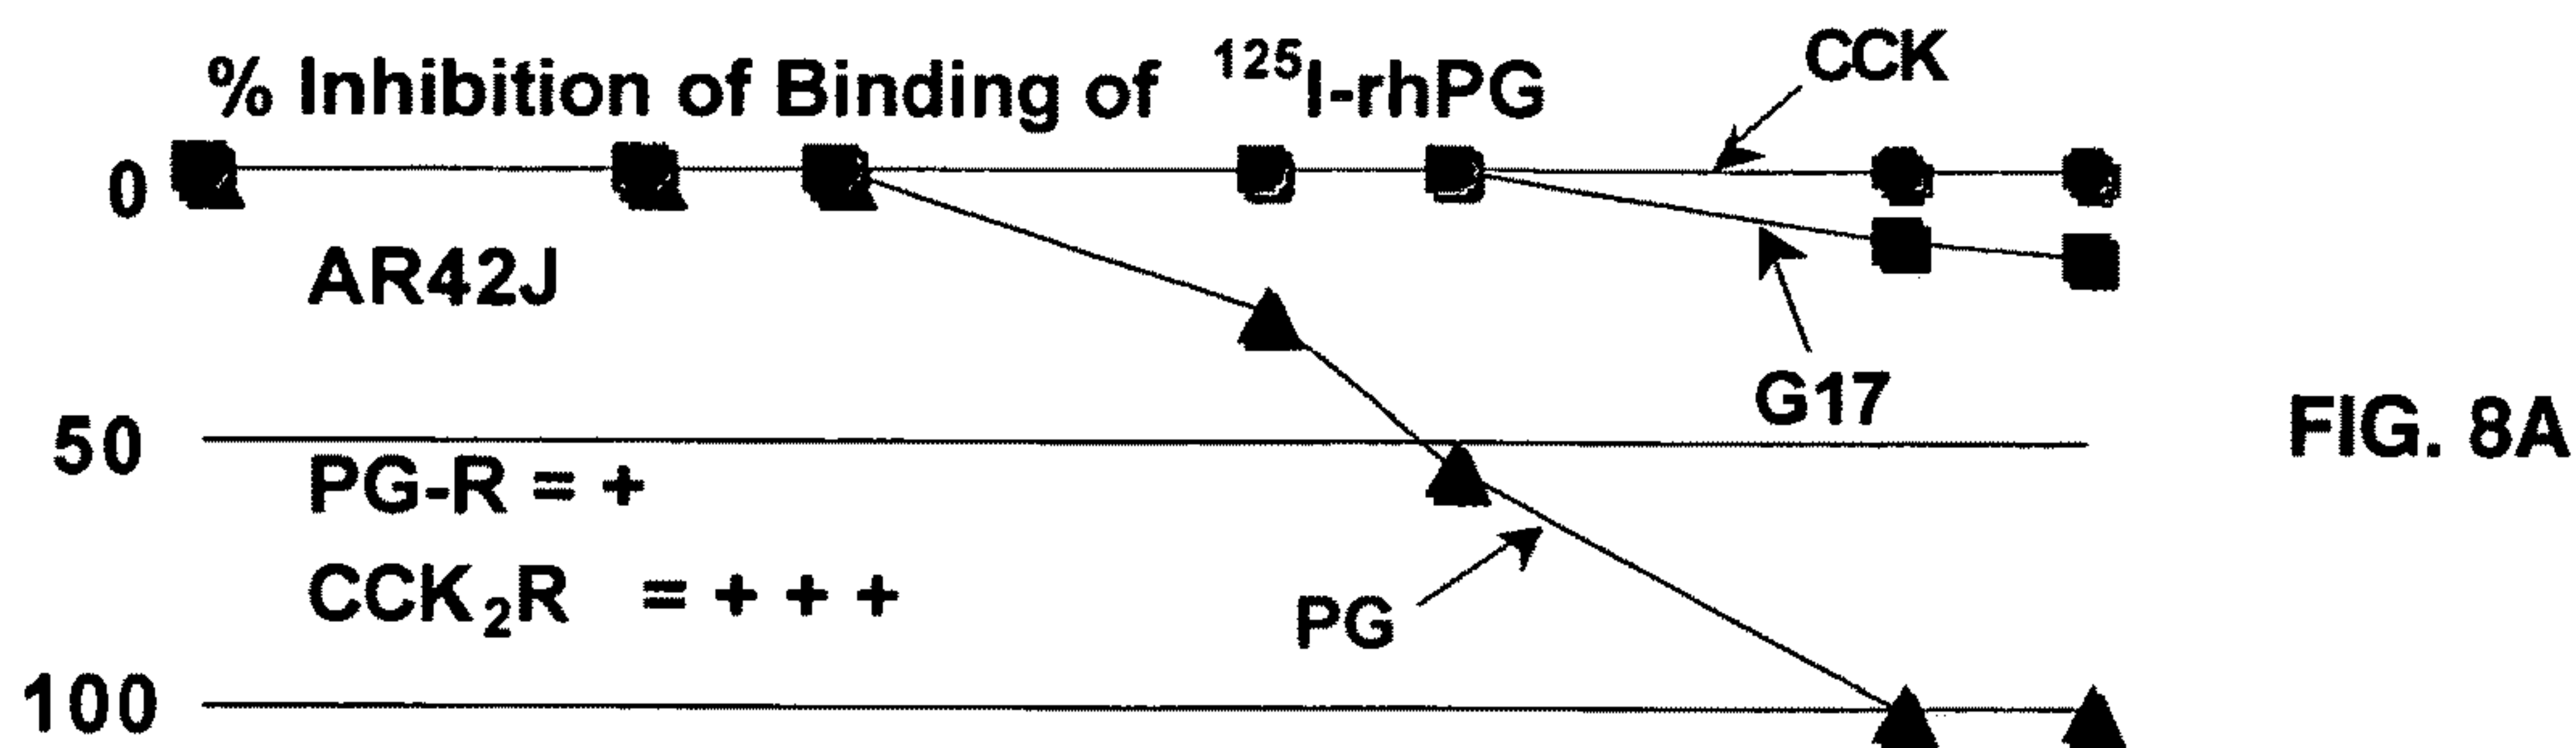 % Inhibition of Binding of ¹²⁵I-rhPG
CCK
0
AR42J
G17
50
FIG. 8A
PG-R = +
CCK₂R = + + +
PG
100